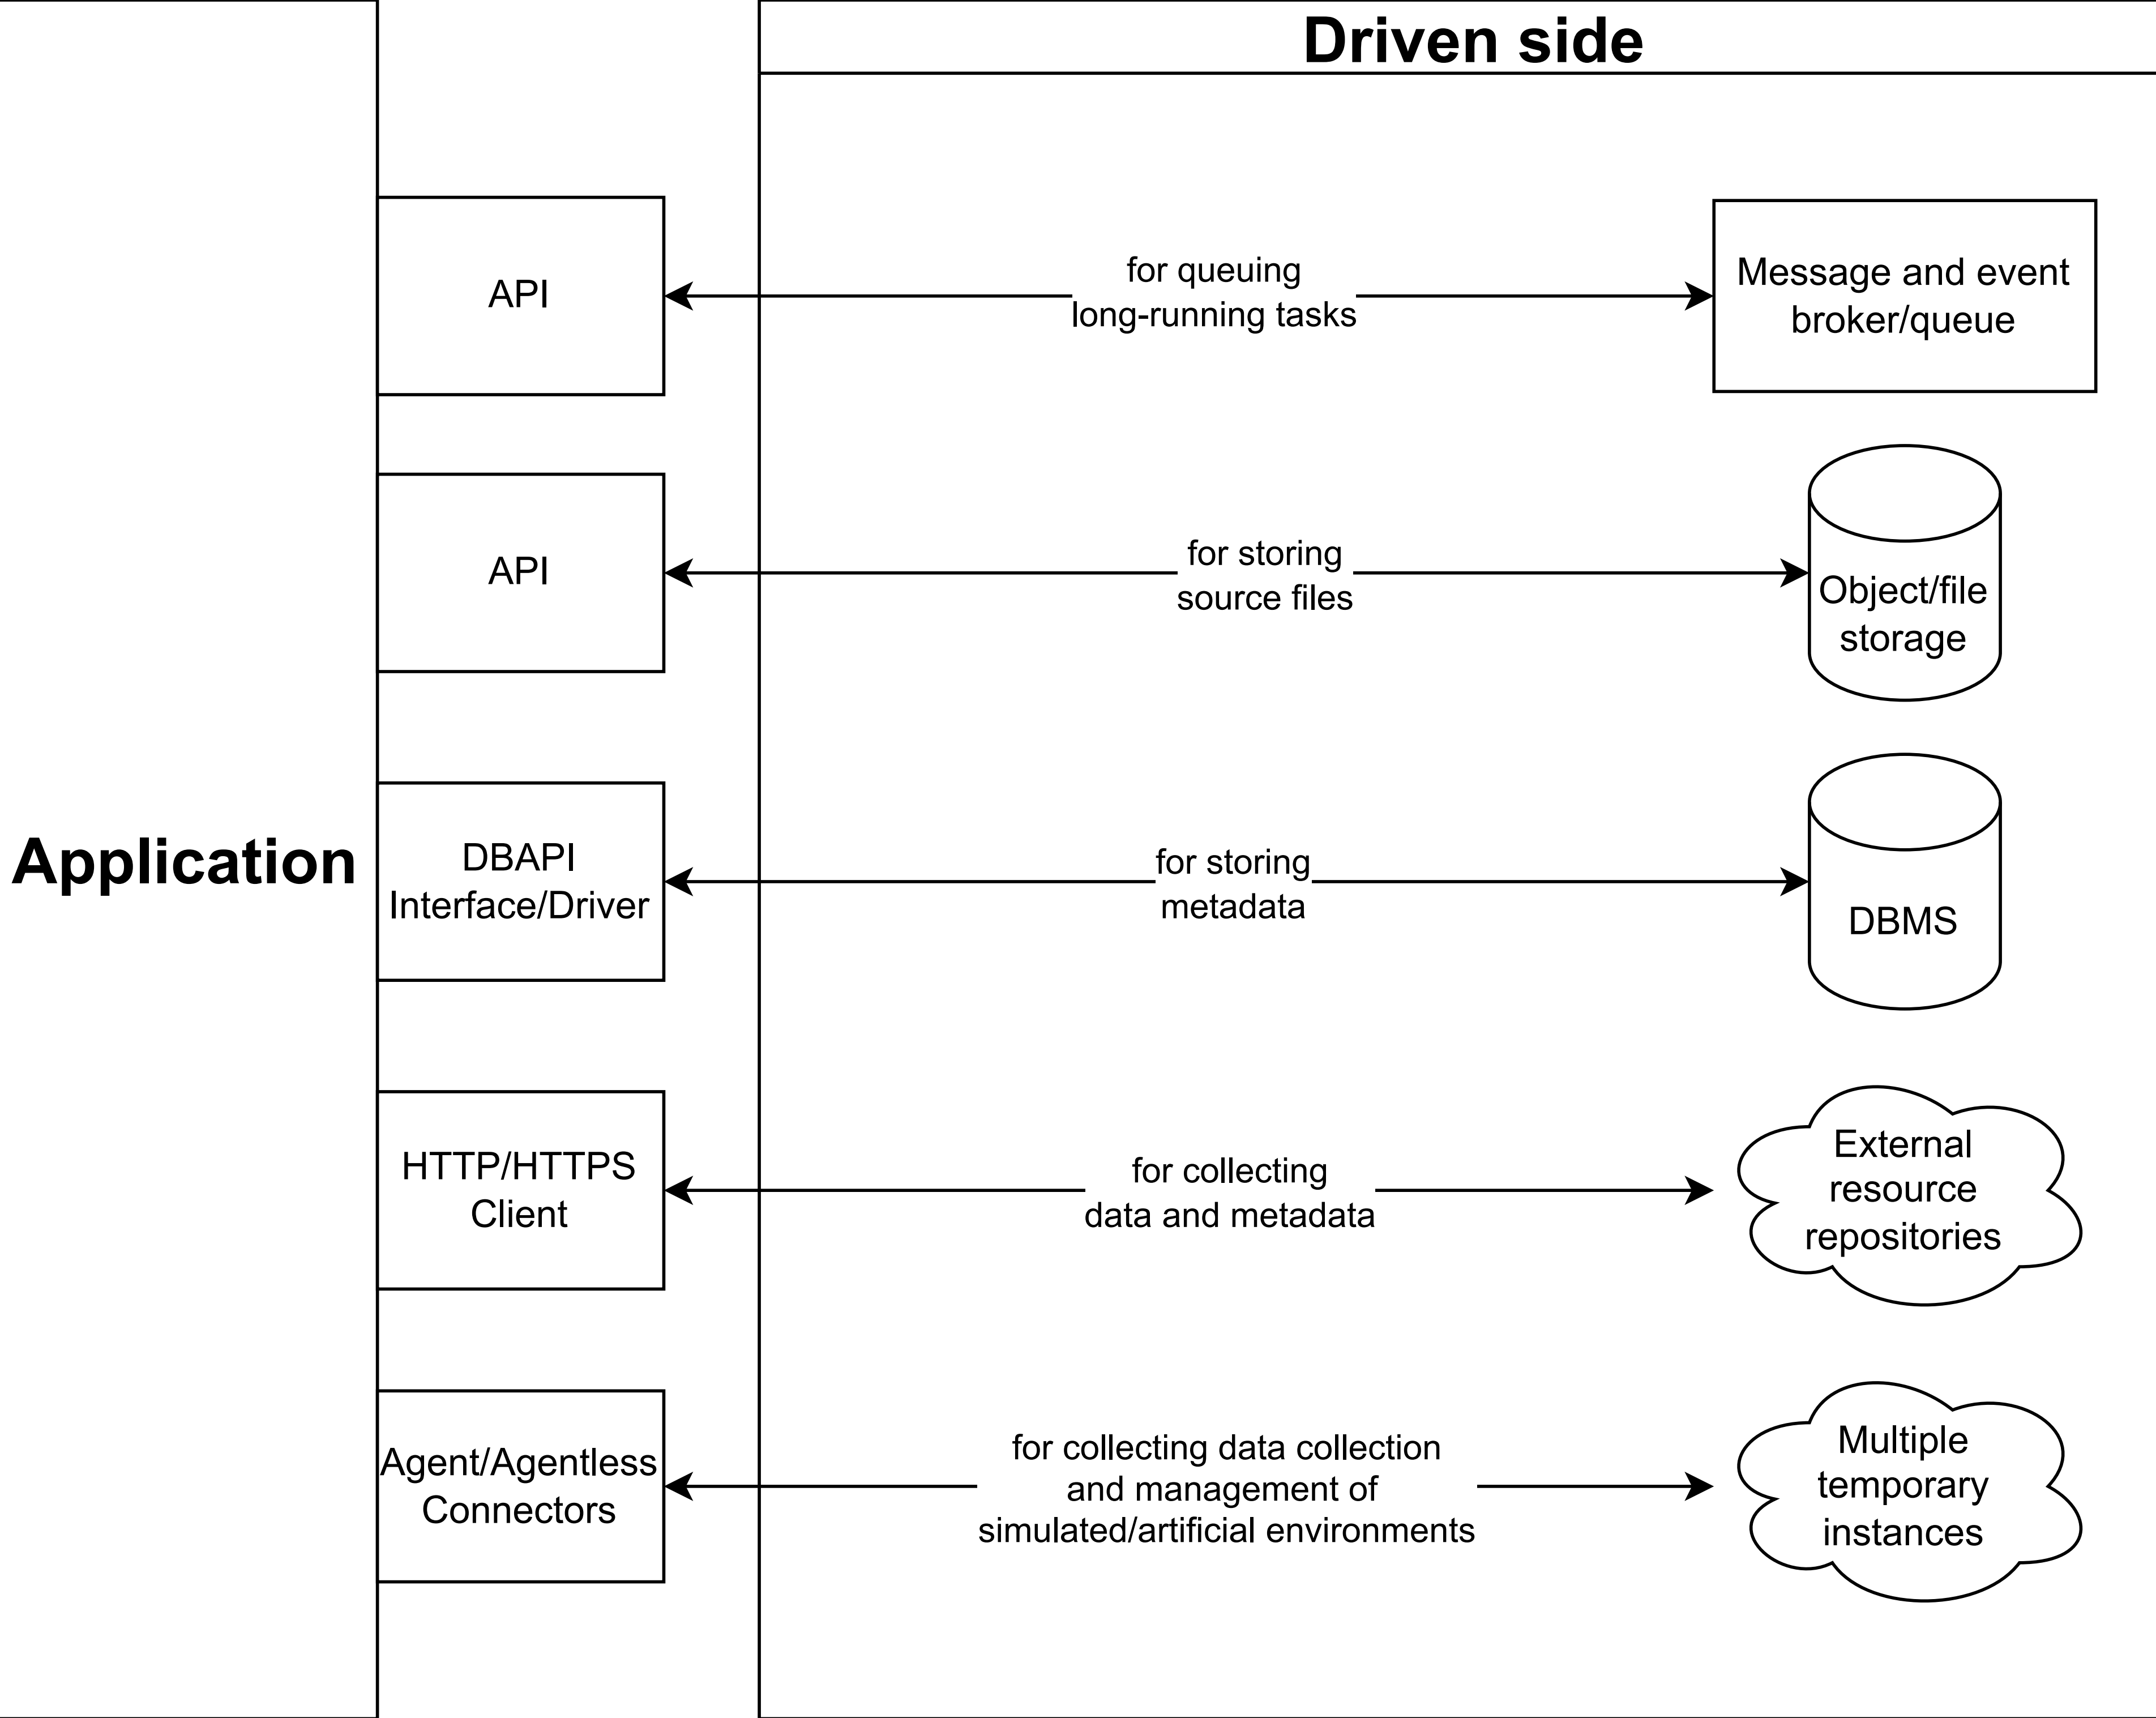 Driven side
API
for queuing
long-running tasks
Message and event
broker/queue
API
for storing
source files
Object/file
storage
Application
DBAPI
Interface/Driver
for storing
metadata
DBMS
HTTP/HTTPS
Client
for collecting
data and metadata
External
resource
repositories
Agent/Agentless
Connectors
for collecting data collection
and management of
simulated/artificial environments
Multiple
temporary
instances